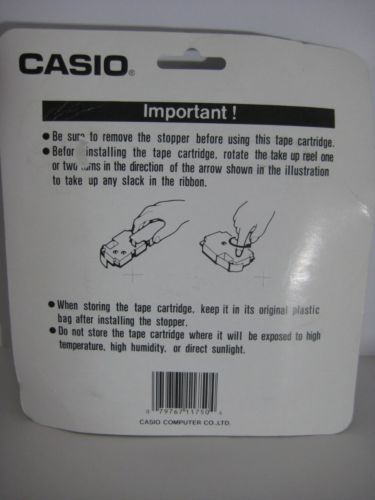 CASIO®
Important !
● Be sure to remove the stopper before using this tape cartridge.
● Befor installing the tape cartridge, rotate the take up reel one
or two in the direction of the arrow shown in the illustration
to take up any slack in the ribbon.
● When storing the tape cartridge, keep it in its original plastic
bag after installing the stopper.
● Do not store the tape cartridge where it will be exposed to high
temperature, high humidity, or direct sunlight.
0 79767 11750
CASIO COMPUTER CO.,LTD.